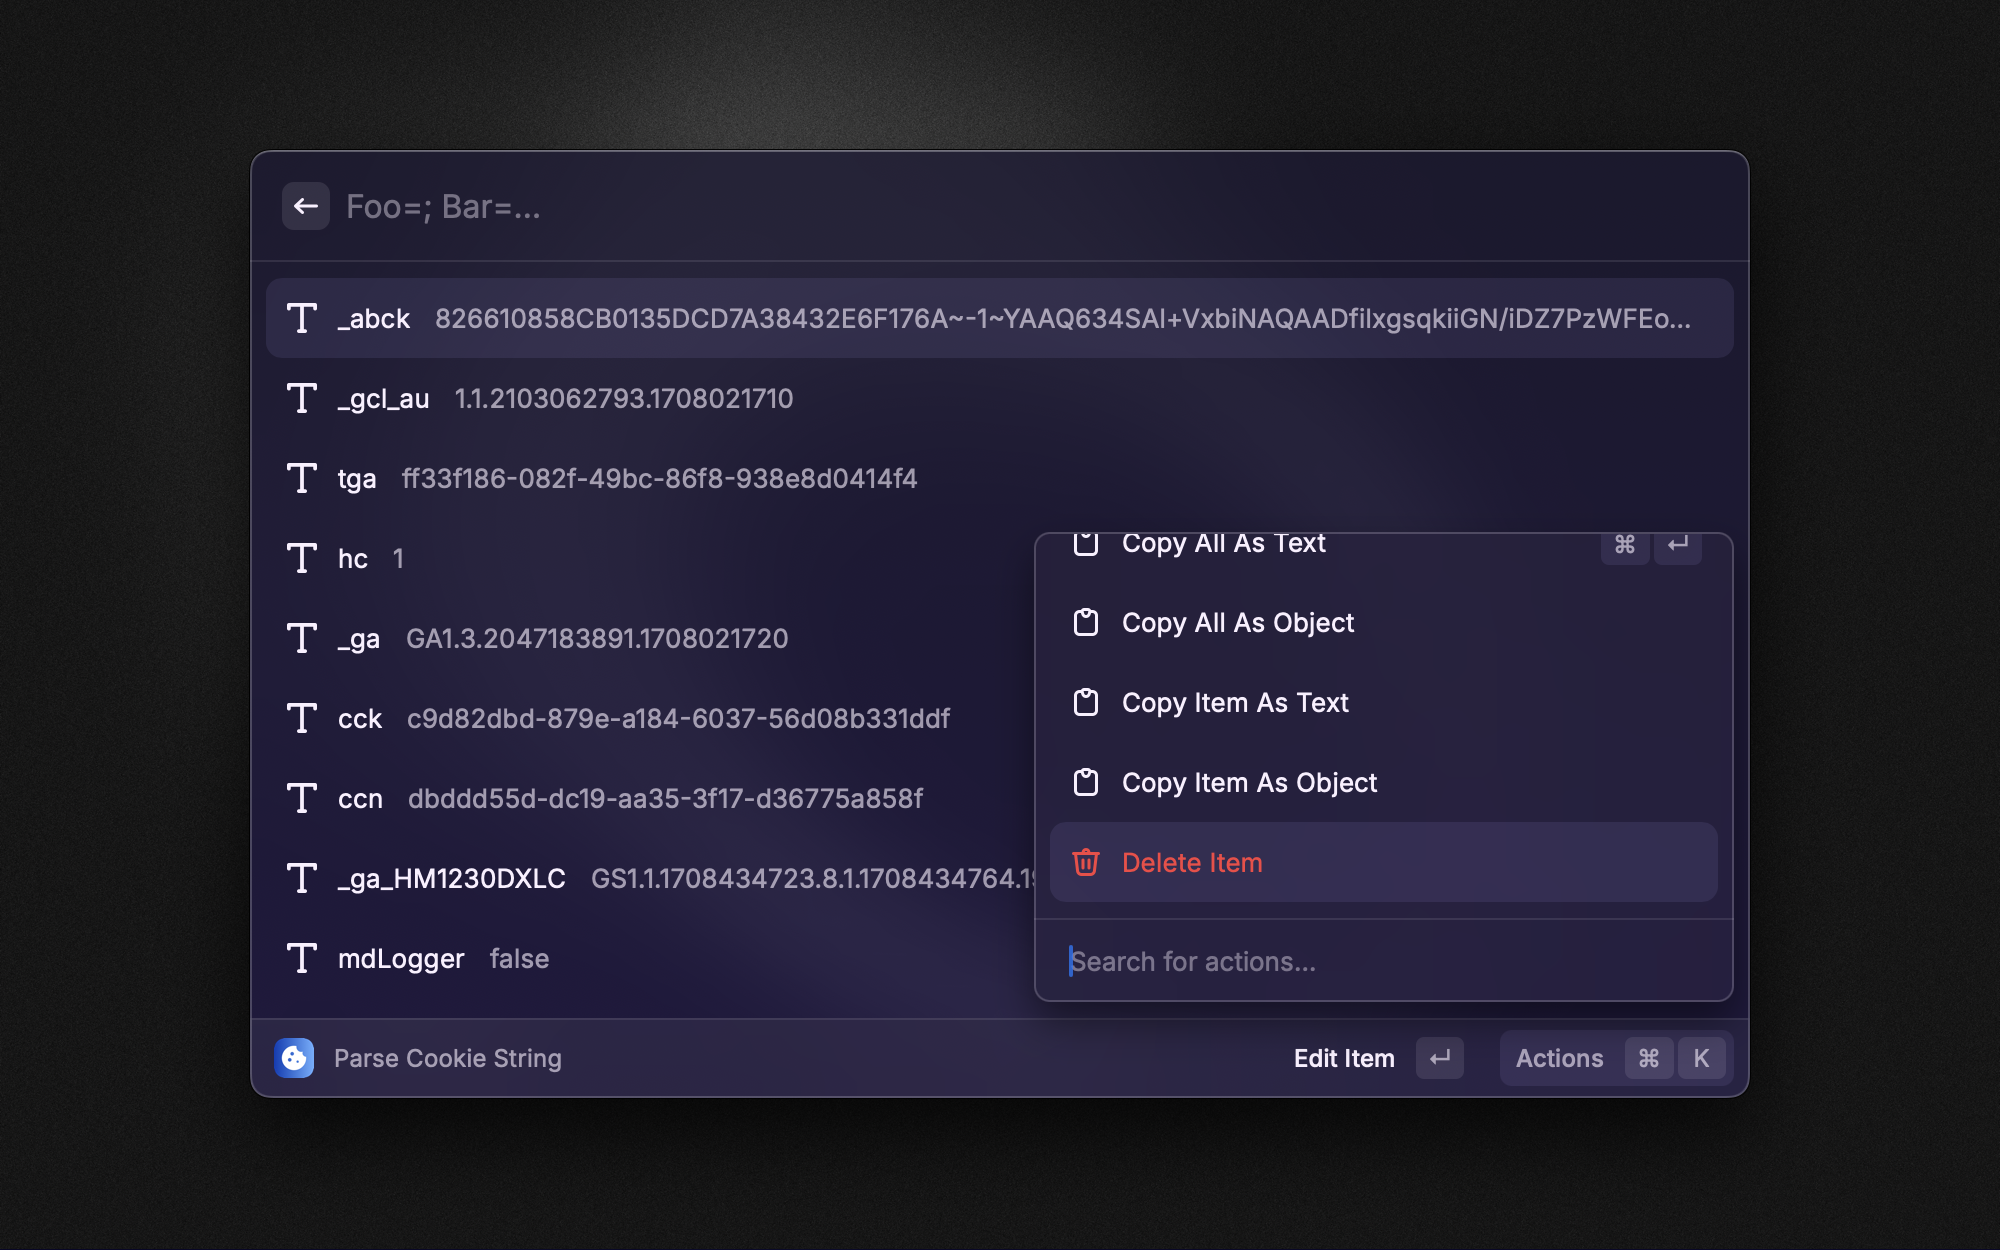 Foo=; Bar=...
_abck 826610858CB0135DCD7A38432E6F176A~-1~YAAQ634SAI+VxbiNAQAADfilxgsqkiiGN/iDZ7PzWFEo...
_gcl_au 1.1.2103062793.1708021710
tga ff33f186-082f-49bc-86f8-938e8d0414f4
hc 1
_ga GA1.3.2047183891.1708021720
cck c9d82dbd-879e-a184-6037-56d08b331ddf
ccn dbddd55d-dc19-aa35-3f17-d36775a858f
_ga_HM1230DXLC GS1.1.1708434723.8.1.1708434764.1
mdLogger false
Copy All As Text ⌘ ↵
Copy All As Object
Copy Item As Text
Copy Item As Object
Delete Item
Search for actions...
Parse Cookie String
Edit Item ↵
Actions ⌘ K